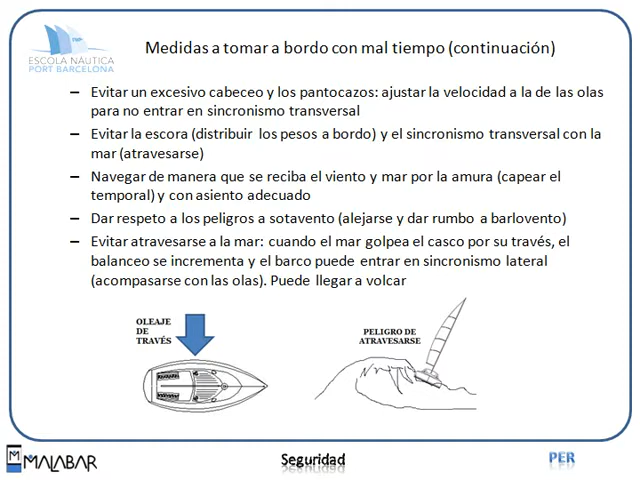 ESCOLA NÁUTICA
PORT BARCELONA
Medidas a tomar a bordo con mal tiempo (continuación)
– Evitar un excesivo cabeceo y los pantocazos: ajustar la velocidad a la de las olas
para no entrar en sincronismo transversal
– Evitar la escora (distribuir los pesos a bordo) y el sincronismo transversal con la
mar (atravesarse)
– Navegar de manera que se reciba el viento y mar por la amura (capear el
temporal) y con asiento adecuado
– Dar respeto a los peligros a sotavento (alejarse y dar rumbo a barlovento)
– Evitar atravesarse a la mar: cuando el mar golpea el casco por su través, el
balanceo se incrementa y el barco puede entrar en sincronismo lateral
(acompasarse con las olas). Puede llegar a volcar
OLEAJE
DE
TRAVÉS
PELIGRO DE
ATRAVESARSE
MALABAR
Seguridad
PER